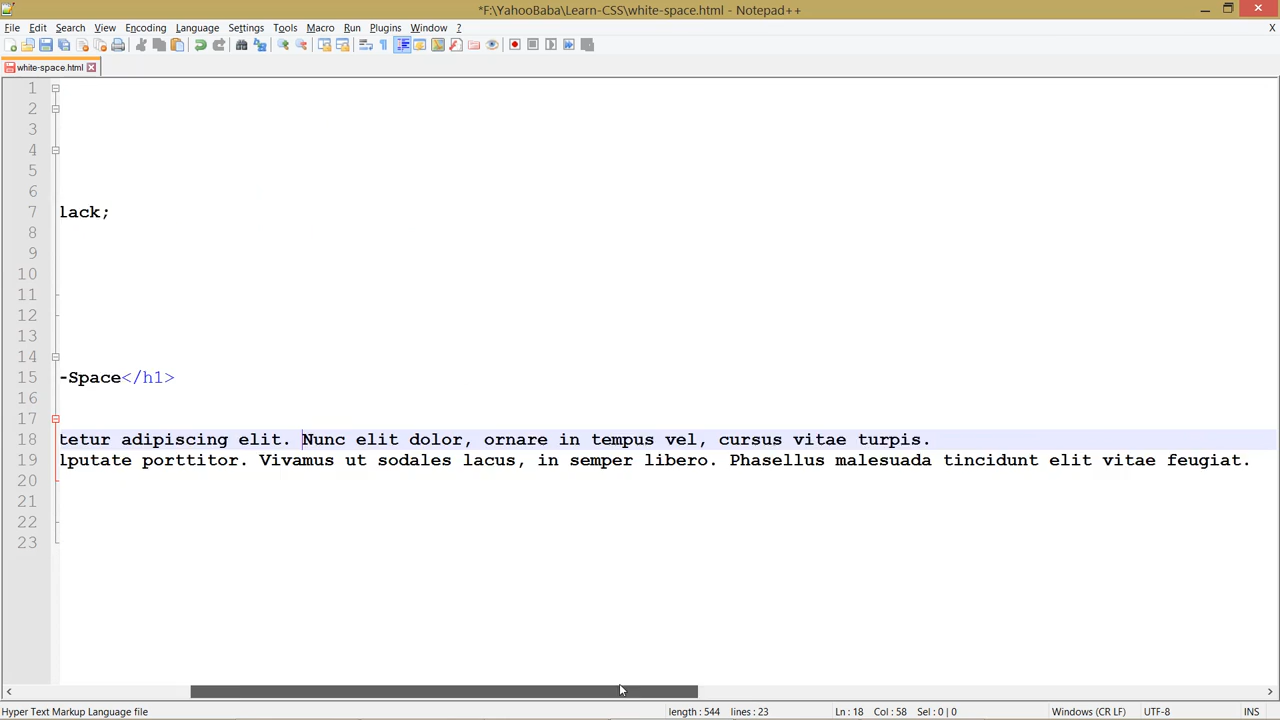 *F:\YahooBaba\Learn-CSS\white-space.html - Notepad++
File Edit Search View Encoding Language Settings Tools Macro Run Plugins Window ? X
white-space.html
1
2
3
4
5
6
7 lack;
8
9
10
11
12
13
14
15 -Space</h1>
16
17
18 tetur adipiscing elit. Nunc elit dolor, ornare in tempus vel, cursus vitae turpis.
19 lputate porttitor. Vivamus ut sodales lacus, in semper libero. Phasellus malesuada tincidunt elit vitae feugiat.
20
21
22
23
Hyper Text Markup Language file length : 544 lines : 23 Ln : 18 Col : 58 Sel : 0 | 0 Windows (CR LF) UTF-8 INS